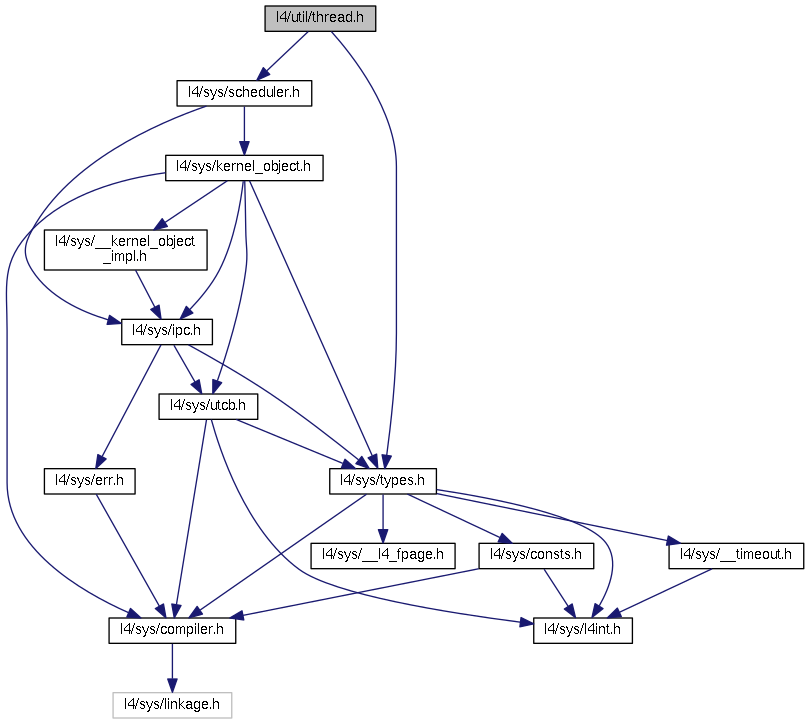 l4/util/thread.h
l4/sys/scheduler.h
l4/sys/kernel_object.h
l4/sys/__kernel_object
_impl.h
l4/sys/ipc.h
l4/sys/utcb.h
l4/sys/err.h
l4/sys/types.h
l4/sys/__l4_fpage.h
l4/sys/consts.h
l4/sys/__timeout.h
l4/sys/compiler.h
l4/sys/l4int.h
l4/sys/linkage.h